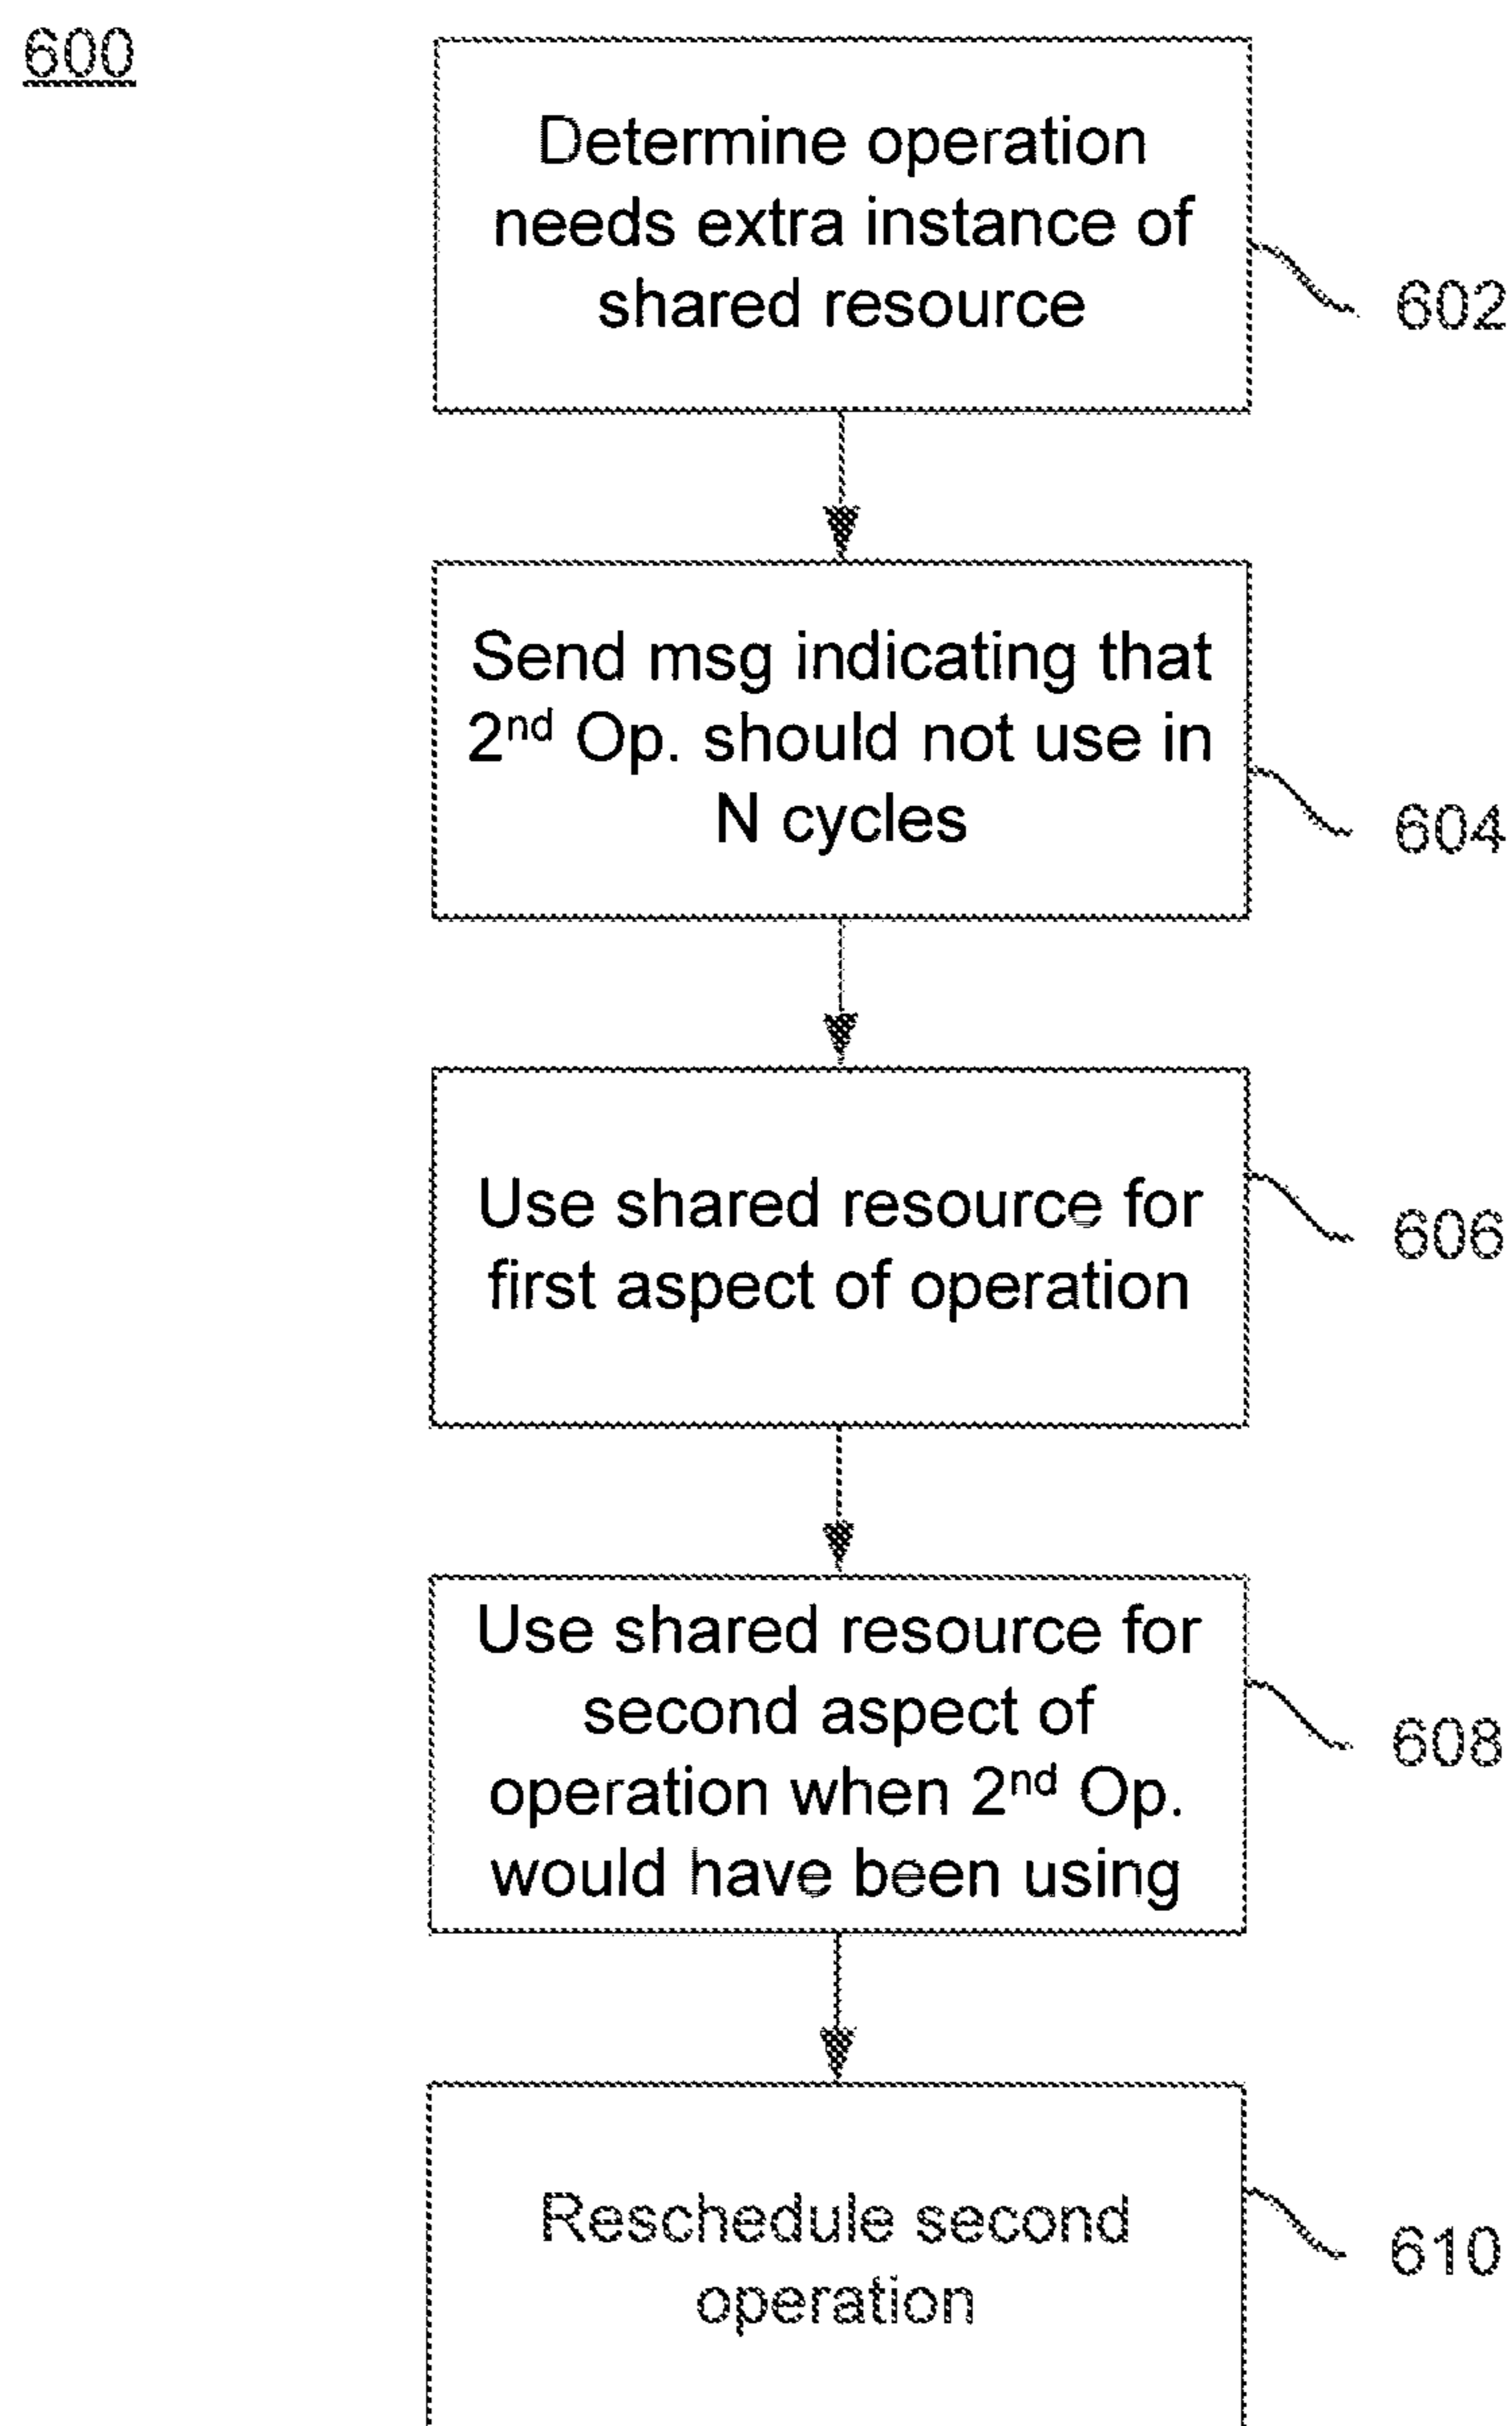 600
Determine operation
needs extra instance of
shared resource
602
Send msg indicating that
2nd Op. should not use in
N cycles
604
Use shared resource for
first aspect of operation
606
Use shared resource for
second aspect of
operation when 2nd Op.
would have been using
608
Reschedule second
operation
610